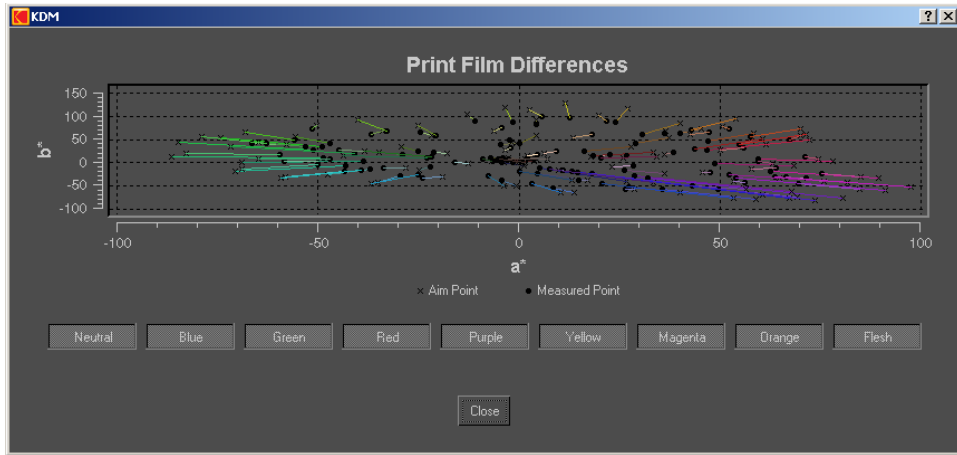 KDM
Print Film Differences
150
100
50
0
-50
-100
b*
-100 -50 0 50 100
a*
× Aim Point ● Measured Point
Neutral Blue Green Red Purple Yellow Magenta Orange Flesh
Close